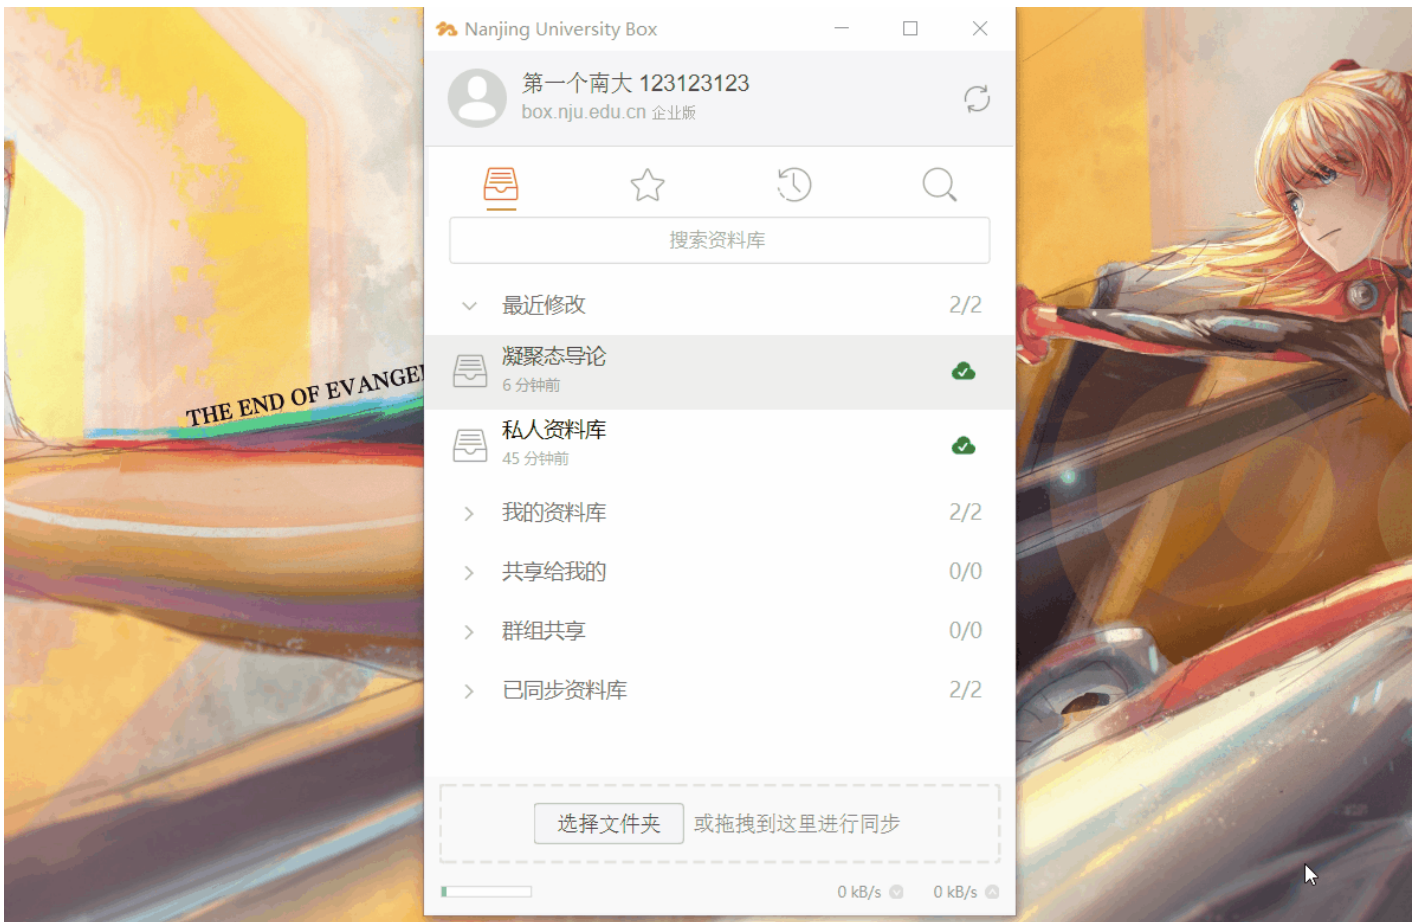 Nanjing University Box
第一个南大 123123123
box.nju.edu.cn 企业版
搜索资料库
最近修改 2/2
凝聚态导论
6 分钟前
THE END OF EVANGE
私人资料库
45 分钟前
我的资料库 2/2
共享给我的 0/0
群组共享 0/0
已同步资料库 2/2
选择文件夹 或拖拽到这里进行同步
0 kB/s 0 kB/s